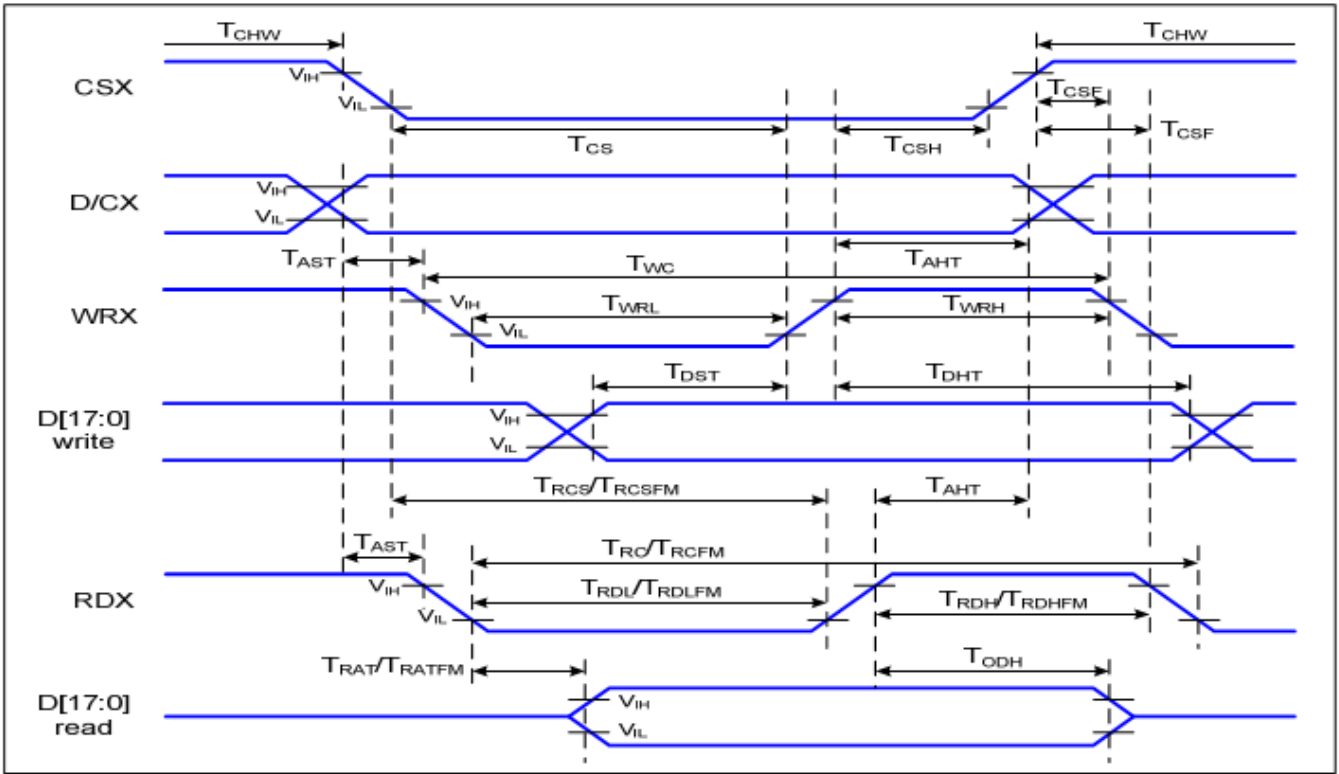 TCHW TCHW
CSX VIH VIL TCSF
TCS TCSH TCSF
D/CX VIH VIL
TAST TWC TAHT
WRX VIH VIL TWRL TWRH
TDST TDHT
D[17:0]
write
VIH
VIL
TRCS/TRCSFM TAHT
TAST TRC/TRCFM
RDX VIH VIL TRDL/TRDLFM TRDH/TRDHFM
TRAT/TRATFM TODH
D[17:0]
read
VIH
VIL